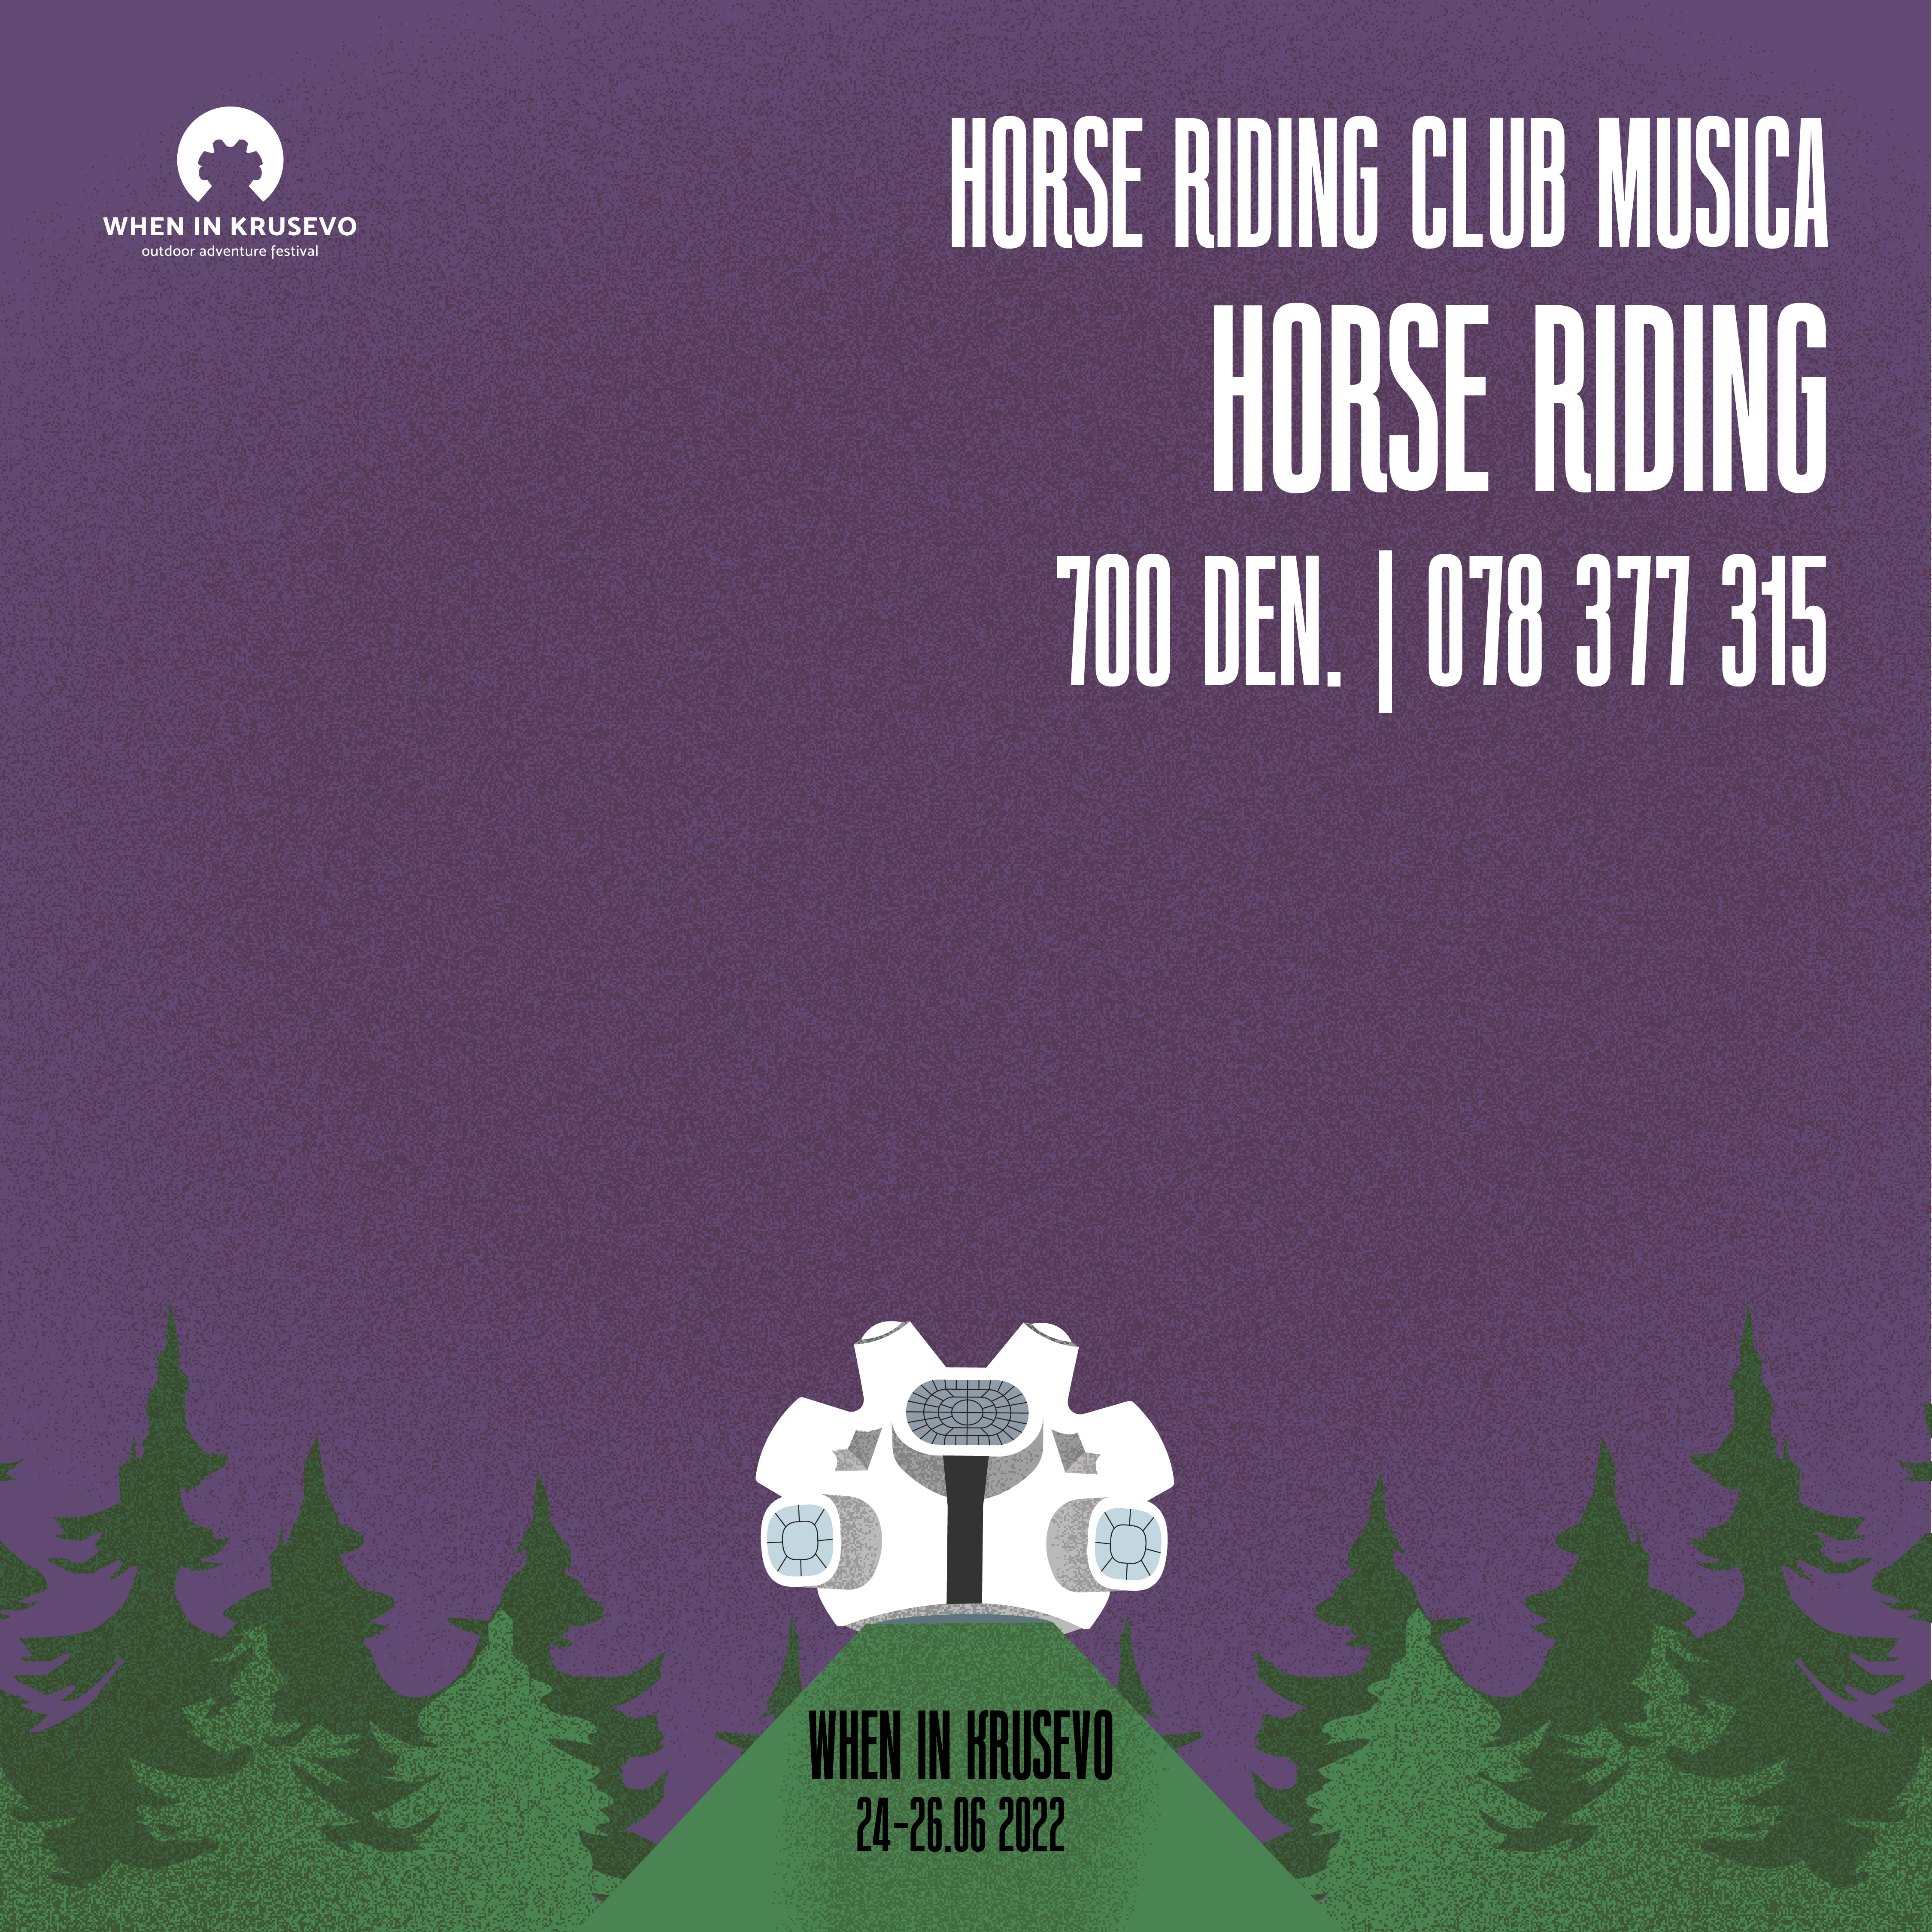 WHEN IN KRUSEVO
outdoor adventure festival
HORSE RIDING CLUB MUSICA
HORSE RIDING
700 DEN. | 078 377 315
WHEN IN KRUSEVO
24-26.06 2022